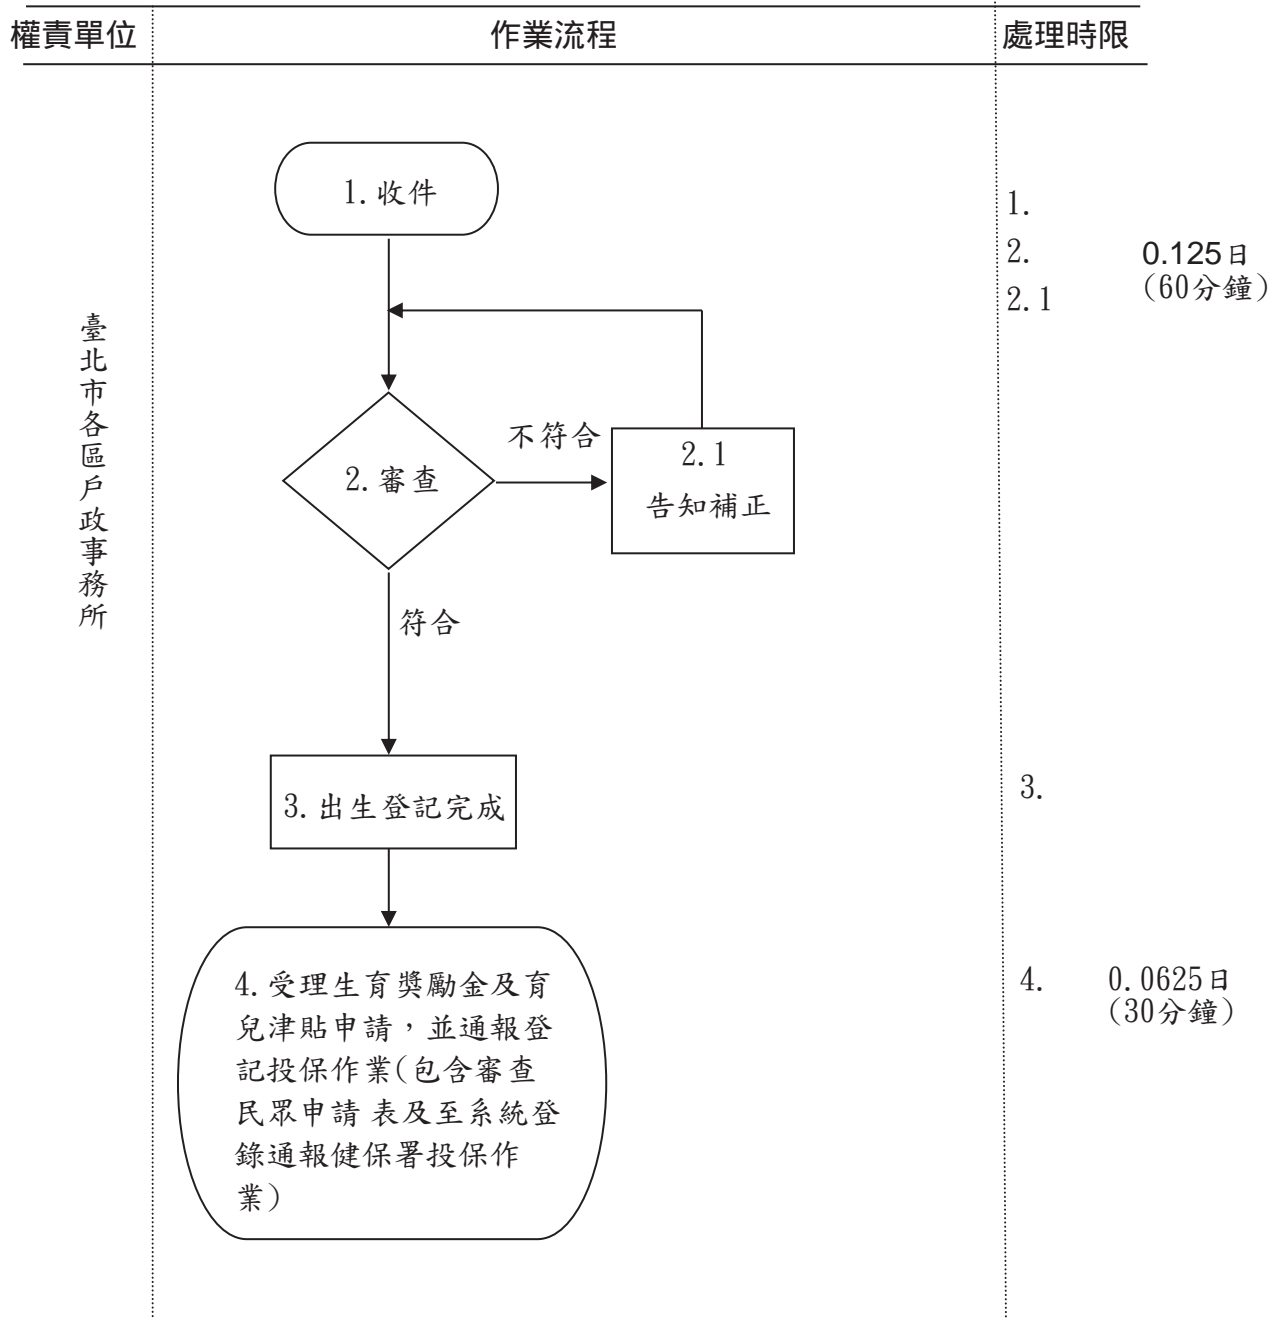 權責單位
作業流程
處理時限
臺北市各區戶政事務所
1.收件
1.
2.
2.1
0.125日
(60分鐘)
2.審查
不符合
2.1
告知補正
符合
3.出生登記完成
3.
4.受理生育獎勵金及育
兒津貼申請，並通報登
記投保作業(包含審查
民眾申請 表及至系統登
錄通報健保署投保作
業)
4.
0.0625日
(30分鐘)